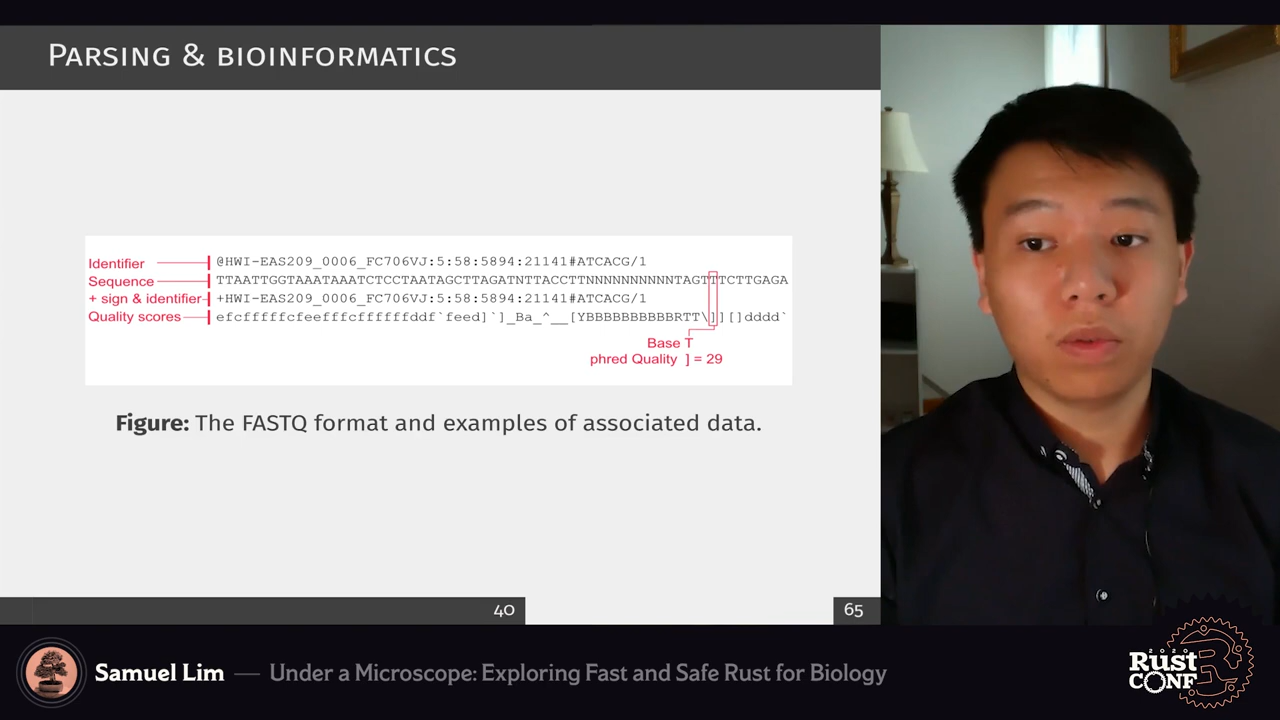 PARSING & BIOINFORMATICS
Identifier
@HWI-EAS209_0006_FC706VJ:5:58:5894:21141#ATCACG/1
Sequence
TTAATTGGTAAATAAATCTCCTAATAGCTTAGATNTTACCTTNNNNNNNNNNTAGTTTCTTGAGA
+ sign & identifier
+HWI-EAS209_0006_FC706VJ:5:58:5894:21141#ATCACG/1
Quality scores
efcfffffcfeefffcffffffddf`feed]`]_Ba_^__[YBBBBBBBBBBRTT\]][]dddd`
Base T
phred Quality ] = 29
Figure: The FASTQ format and examples of associated data.
40
65
Samuel Lim — Under a Microscope: Exploring Fast and Safe Rust for Biology
2020
Rust
CONF
R